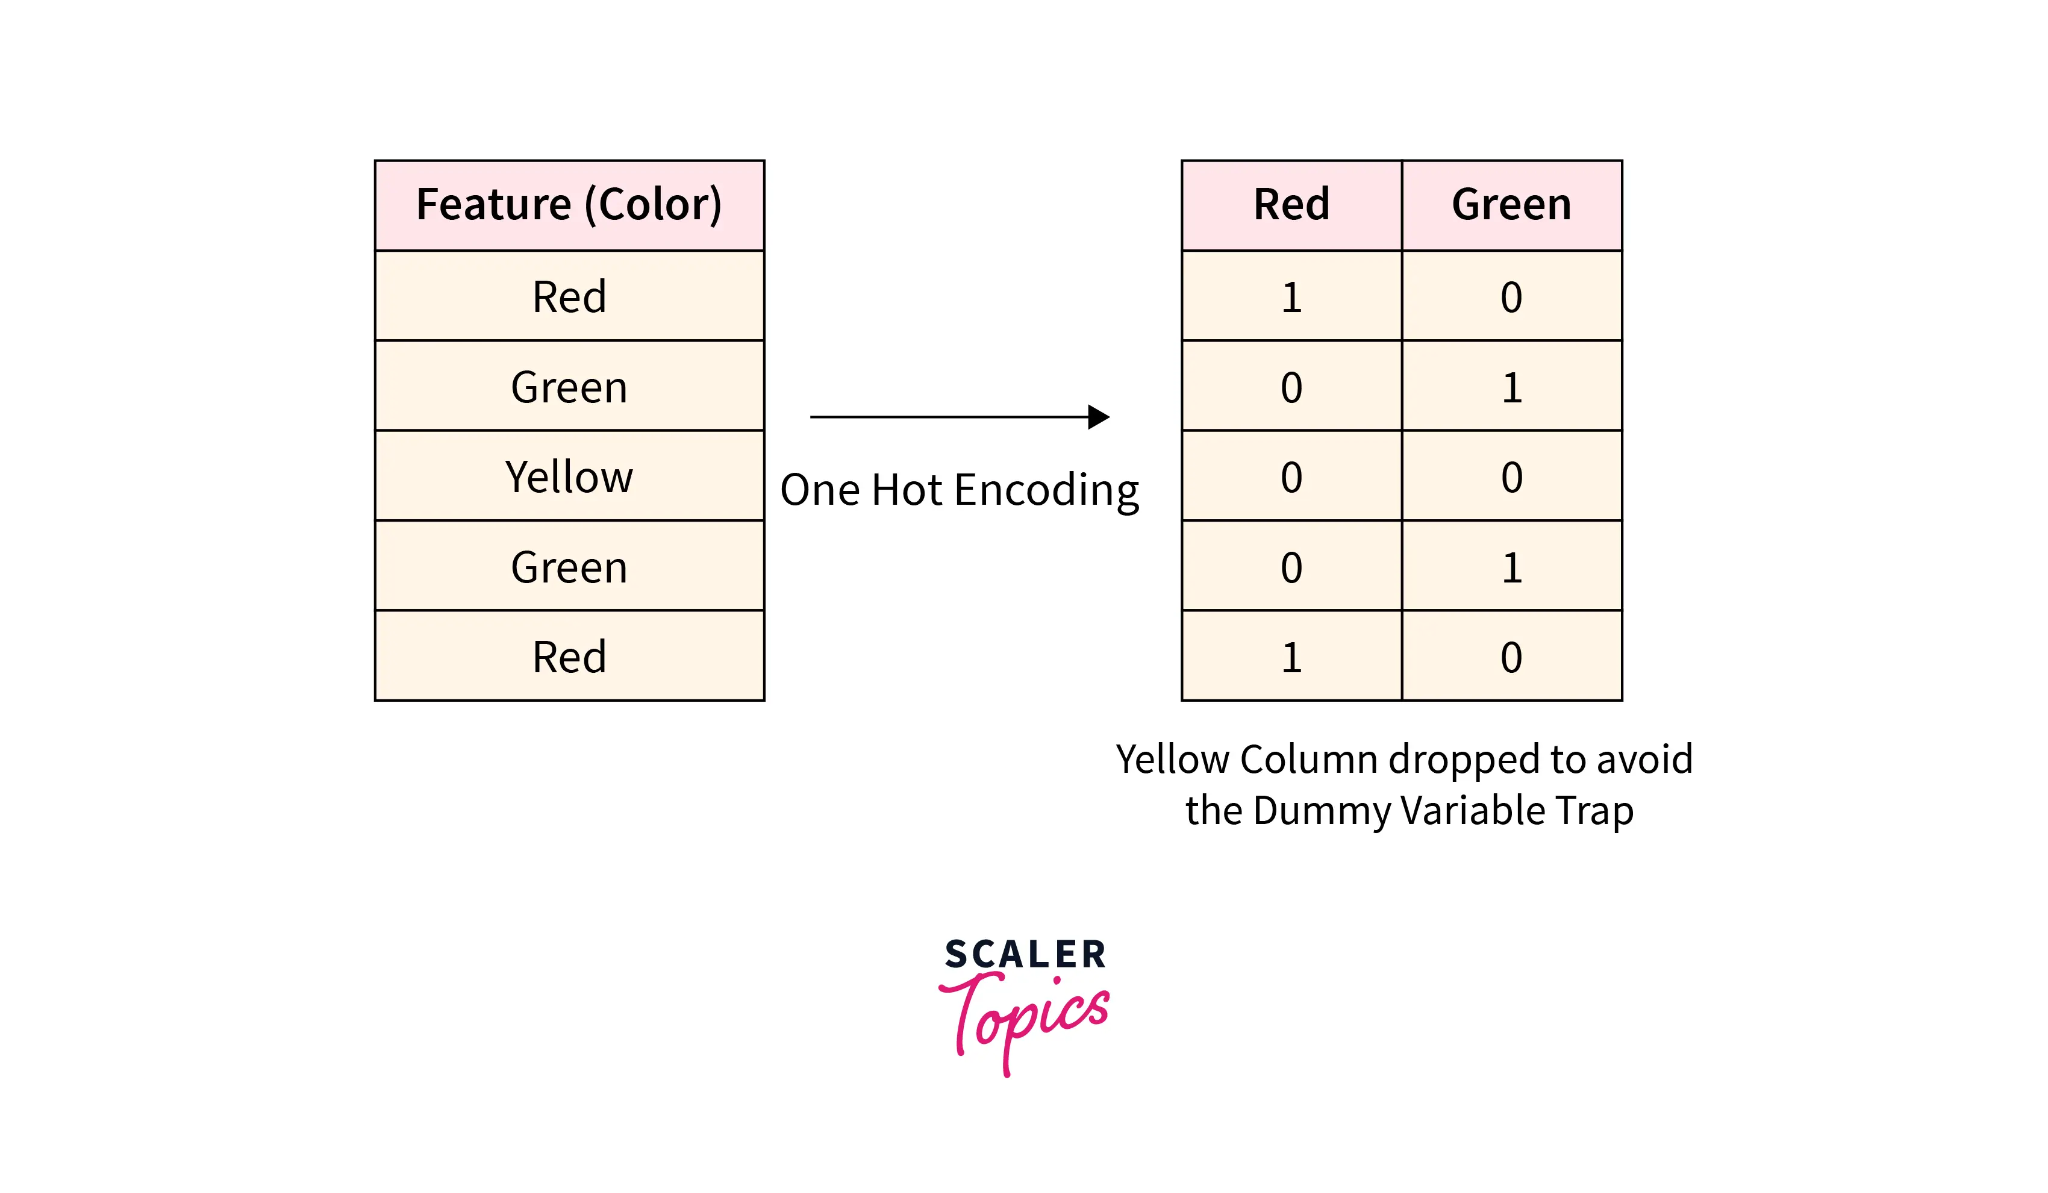 Feature (Color)
Red
Green
Yellow
Green
Red
One Hot Encoding
Red Green
1 0
0 1
0 0
0 1
1 0
Yellow Column dropped to avoid
the Dummy Variable Trap
SCALER
Topics